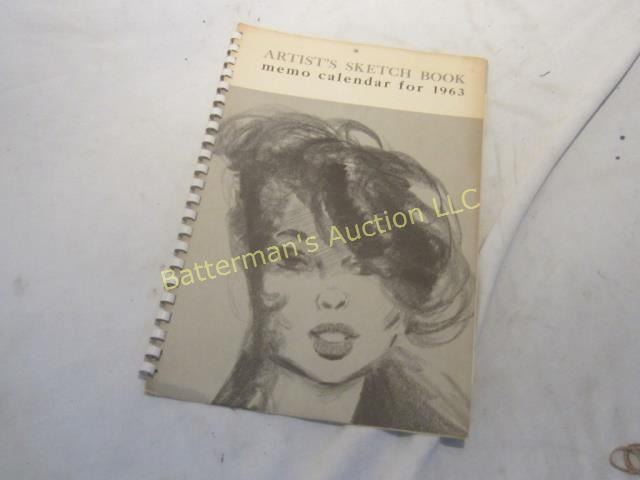 ARTIST'S SKETCH BOOK
memo calendar for 1963
Batterman's Auction LLC